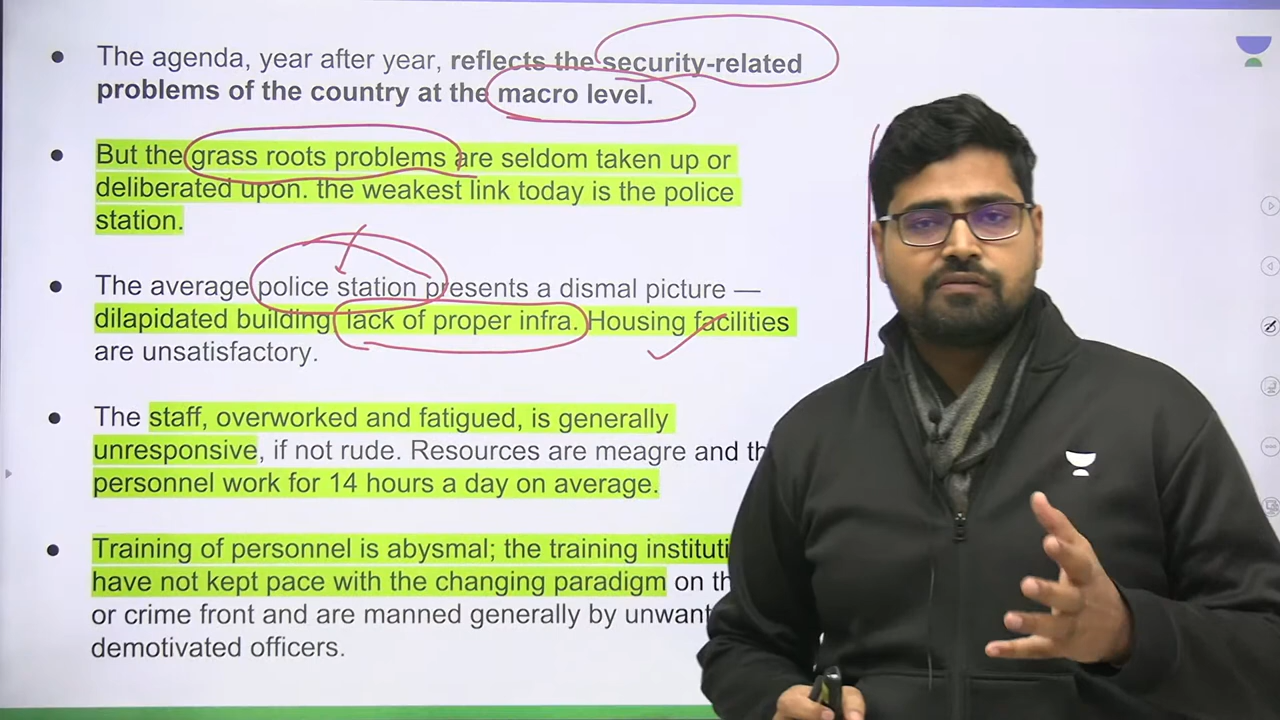 The agenda, year after year, reflects the security-related
problems of the country at the macro level.
But the grass roots problems are seldom taken up or
deliberated upon. the weakest link today is the police
station.
The average police station presents a dismal picture —
dilapidated building, lack of proper infra. Housing facilities
are unsatisfactory.
The staff, overworked and fatigued, is generally
unresponsive, if not rude. Resources are meagre and th
personnel work for 14 hours a day on average.
Training of personnel is abysmal; the training instituti
have not kept pace with the changing paradigm on th
or crime front and are manned generally by unwant
demotivated officers.